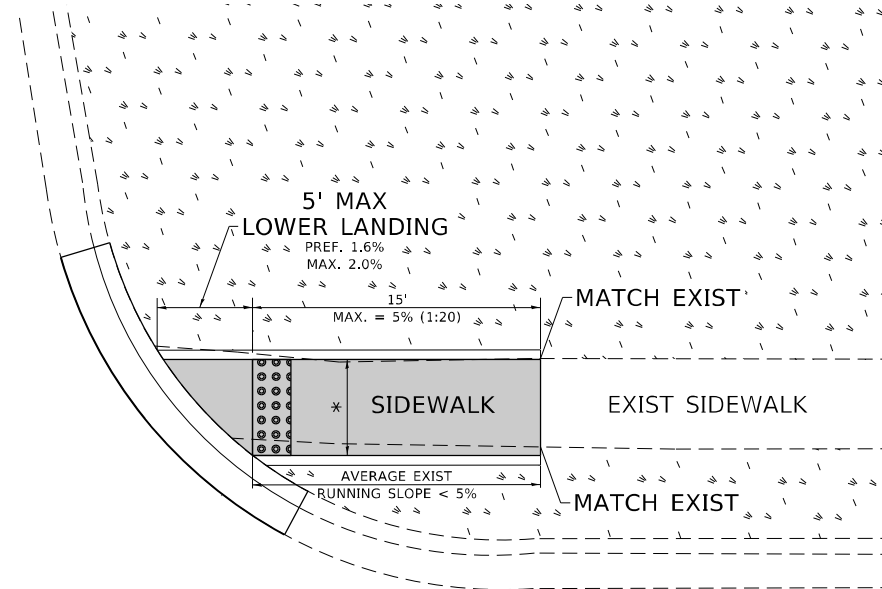 5' MAX
LOWER LANDING
PREF. 1.6%
MAX. 2.0%
15'
MAX. = 5% (1:20)
MATCH EXIST
*
SIDEWALK
EXIST SIDEWALK
AVERAGE EXIST
RUNNING SLOPE < 5%
MATCH EXIST